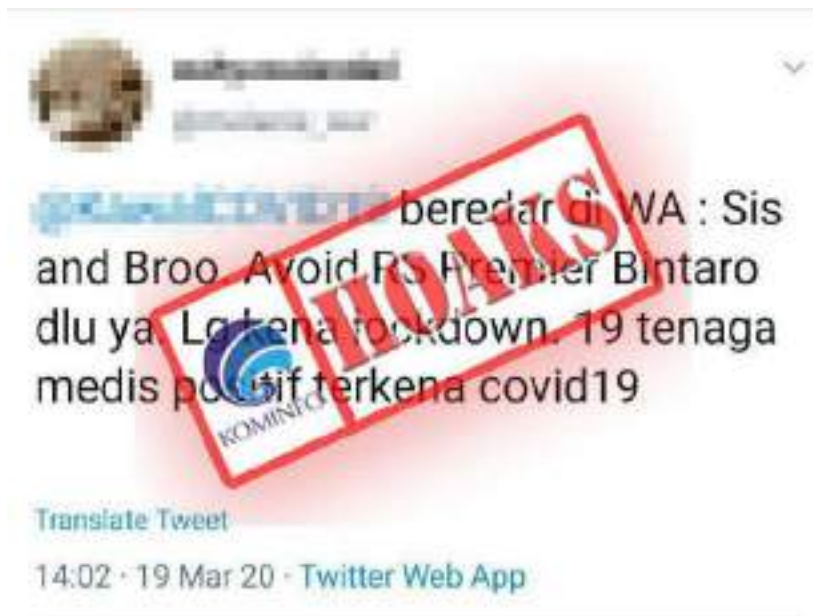 beredar di WA : Sis
and Broo. Avoid RS Premier Bintaro
dlu ya. Lg kena lockdown. 19 tenaga
medis positif terkena covid19
HOAKS
KOMINFO
Translate Tweet
14:02 · 19 Mar 20 · Twitter Web App